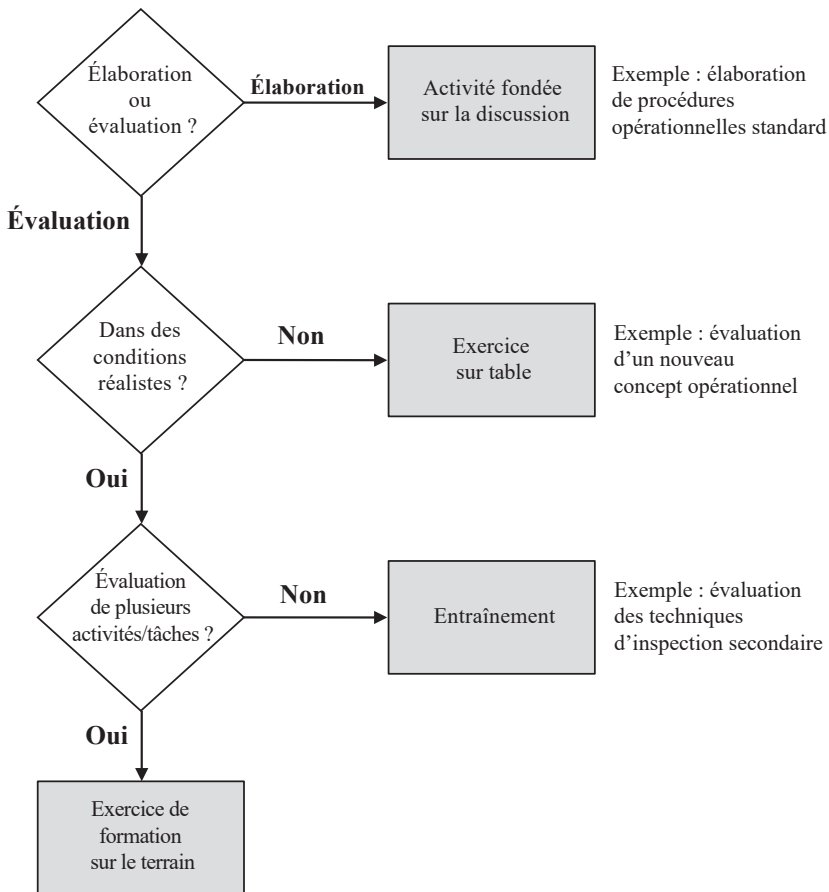 Élaboration
ou
évaluation ?
Élaboration
Activité fondée
sur la discussion
Exemple : élaboration
de procédures
opérationnelles standard
Évaluation
Dans des
conditions
réalistes ?
Non
Exercice
sur table
Exemple : évaluation
d’un nouveau
concept opérationnel
Oui
Évaluation
de plusieurs
activités/tâches ?
Non
Entraînement
Exemple : évaluation
des techniques
d’inspection secondaire
Oui
Exercice de
formation
sur le terrain